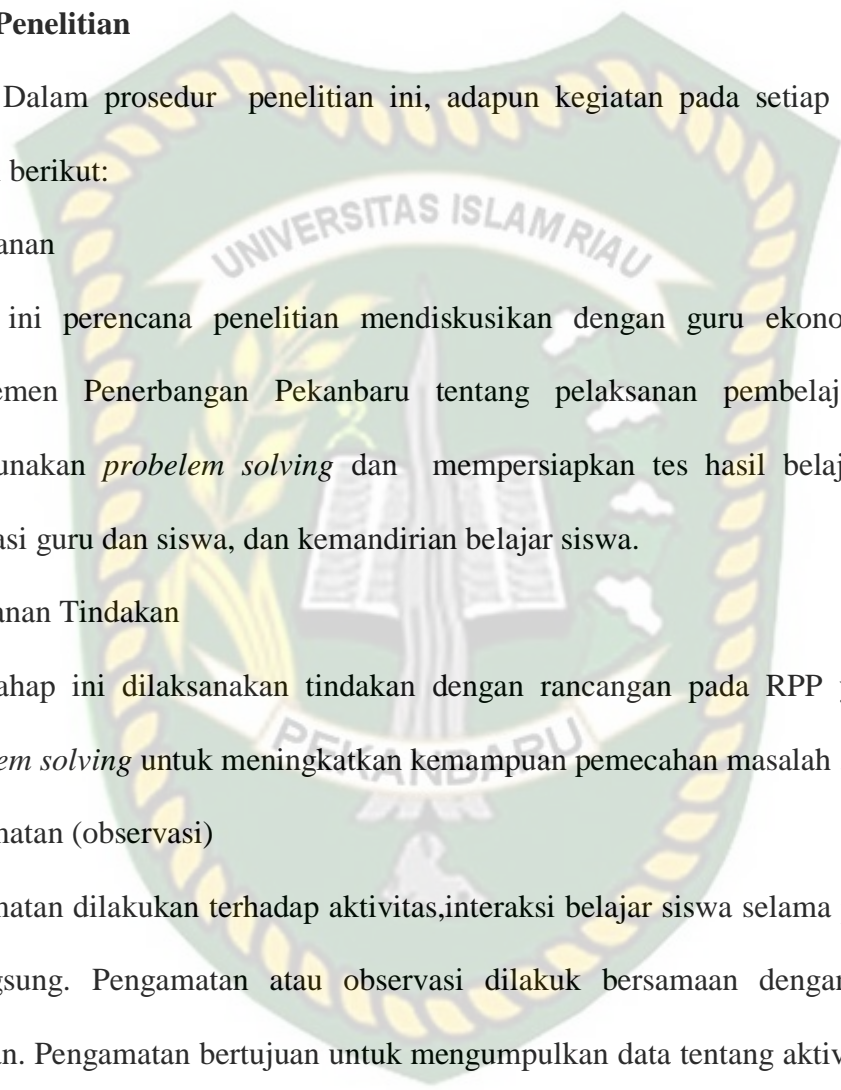 Penelitian
Dalam prosedur penelitian ini, adapun kegiatan pada setiap
berikut:
UNIVERSITAS ISLAM RIAU
anan
ini perencana penelitian mendiskusikan dengan guru ekono
emen Penerbangan Pekanbaru tentang pelaksanan pembelaj
unakan probelem solving dan mempersiapkan tes hasil belaj
asi guru dan siswa, dan kemandirian belajar siswa.
anan Tindakan
ahap ini dilaksanakan tindakan dengan rancangan pada RPP
em solving untuk meningkatkan kemampuan pemecahan masalah
PEKANBARU
natan (observasi)
natan dilakukan terhadap aktivitas,interaksi belajar siswa selama
gsung. Pengamatan atau observasi dilakuk bersamaan dengan
an. Pengamatan bertujuan untuk mengumpulkan data tentang aktiv